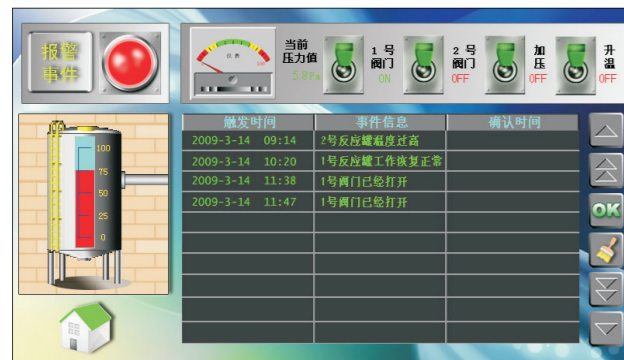 报警
事件
仪表
当前
压力值
5.8Pa
1 号
阀门
ON
2 号
阀门
OFF
加
压
OFF
升
温
OFF
触发时间 事件信息 确认时间
2009-3-14 09:14 2号反应罐温度过高
2009-3-14 10:20 1号反应罐工作恢复正常
2009-3-14 11:38 1号阀门已经打开
2009-3-14 11:47 1号阀门已经打开
100
75
50
25
0
OK